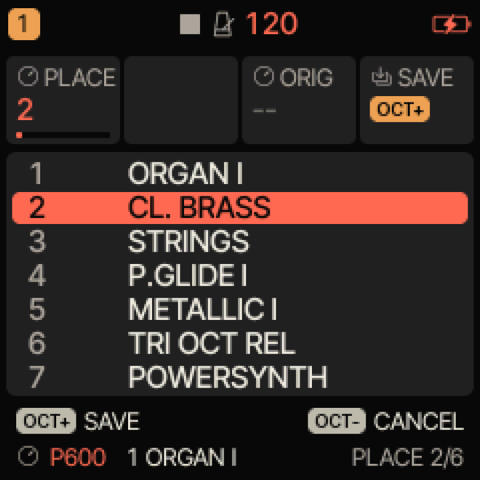 1 120
PLACE ORIG SAVE
2 -- OCT+
1 ORGAN I
2 CL. BRASS
3 STRINGS
4 P.GLIDE I
5 METALLIC I
6 TRI OCT REL
7 POWERSYNTH
OCT+ SAVE OCT- CANCEL
P600 1 ORGAN I PLACE 2/6